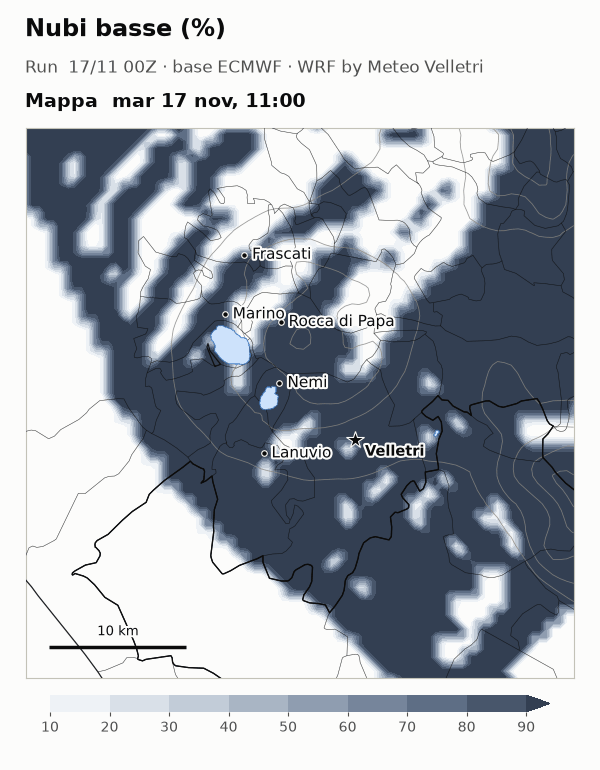 Nubi basse (%)
Run  17/11 00Z · base ECMWF · WRF by Meteo Velletri
Mappa  mar 17 nov, 11:00
Frascati
Marino
Rocca di Papa
Nemi
Velletri
Lanuvio
10 km
10 20 30 40 50 60 70 80 90